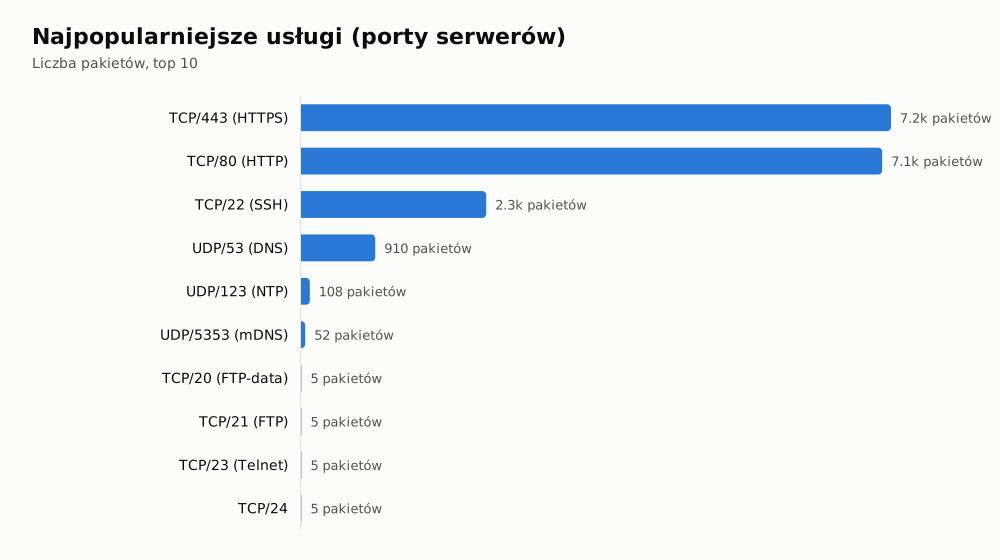 Najpopularniejsze usługi (porty serwerów)
Liczba pakietów, top 10
TCP/443 (HTTPS) 7.2k pakietów
TCP/80 (HTTP) 7.1k pakietów
TCP/22 (SSH) 2.3k pakietów
UDP/53 (DNS) 910 pakietów
UDP/123 (NTP) 108 pakietów
UDP/5353 (mDNS) 52 pakietów
TCP/20 (FTP-data) 5 pakietów
TCP/21 (FTP) 5 pakietów
TCP/23 (Telnet) 5 pakietów
TCP/24 5 pakietów